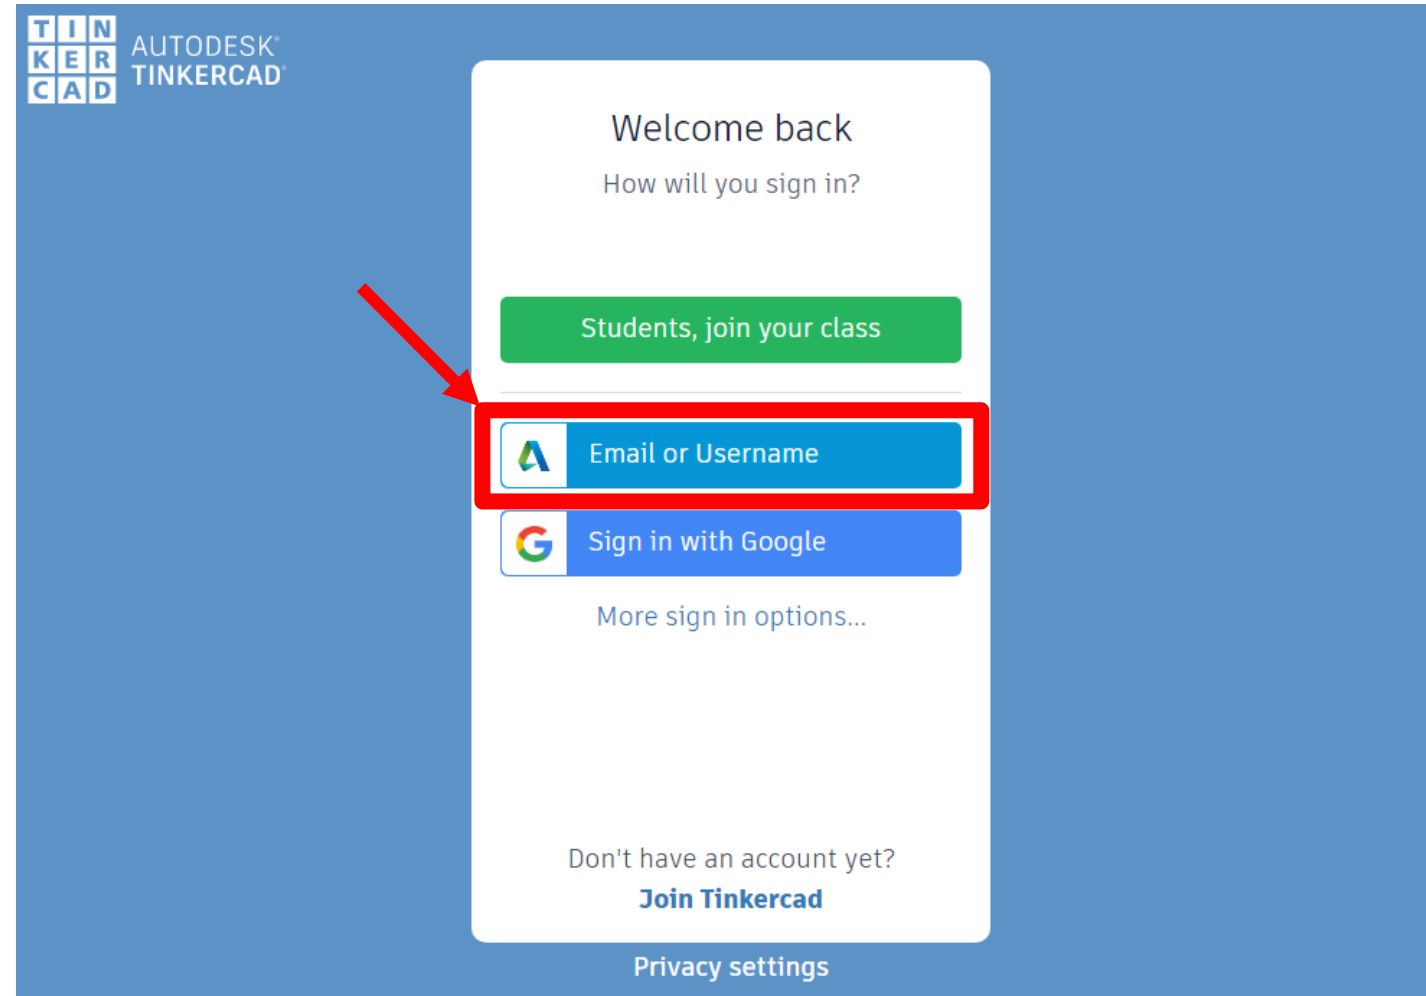 TIN
KER
CAD
AUTODESK®
TINKERCAD®
Welcome back
How will you sign in?
Students, join your class
Email or Username
Sign in with Google
More sign in options...
Don't have an account yet?
Join Tinkercad
Privacy settings